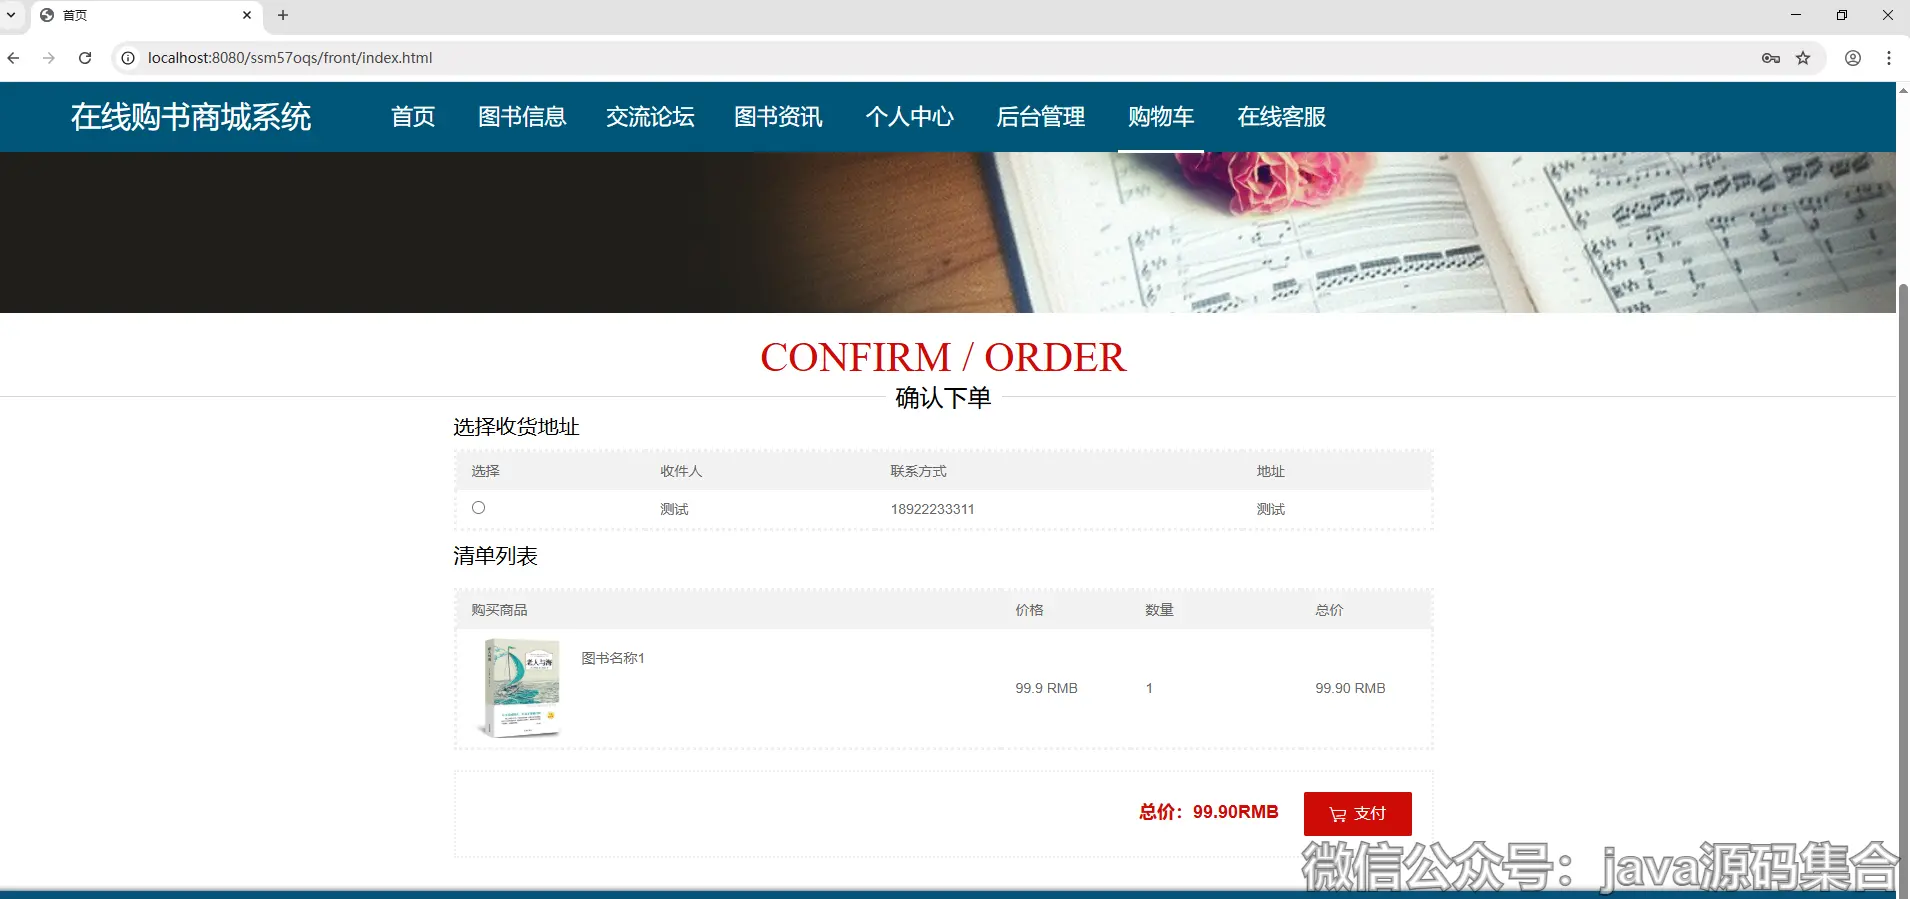 首页
localhost:8080/ssm57oqs/front/index.html
在线购书商城系统 首页 图书信息 交流论坛 图书资讯 个人中心 后台管理 购物车 在线客服
CONFIRM / ORDER
确认下单
选择收货地址
选择 收件人 联系方式 地址
测试 18922233311 测试
清单列表
购买商品 价格 数量 总价
老人与海
图书名称1
99.9 RMB 1 99.90 RMB
总价：99.90RMB 支付
微信公众号：java源码集合